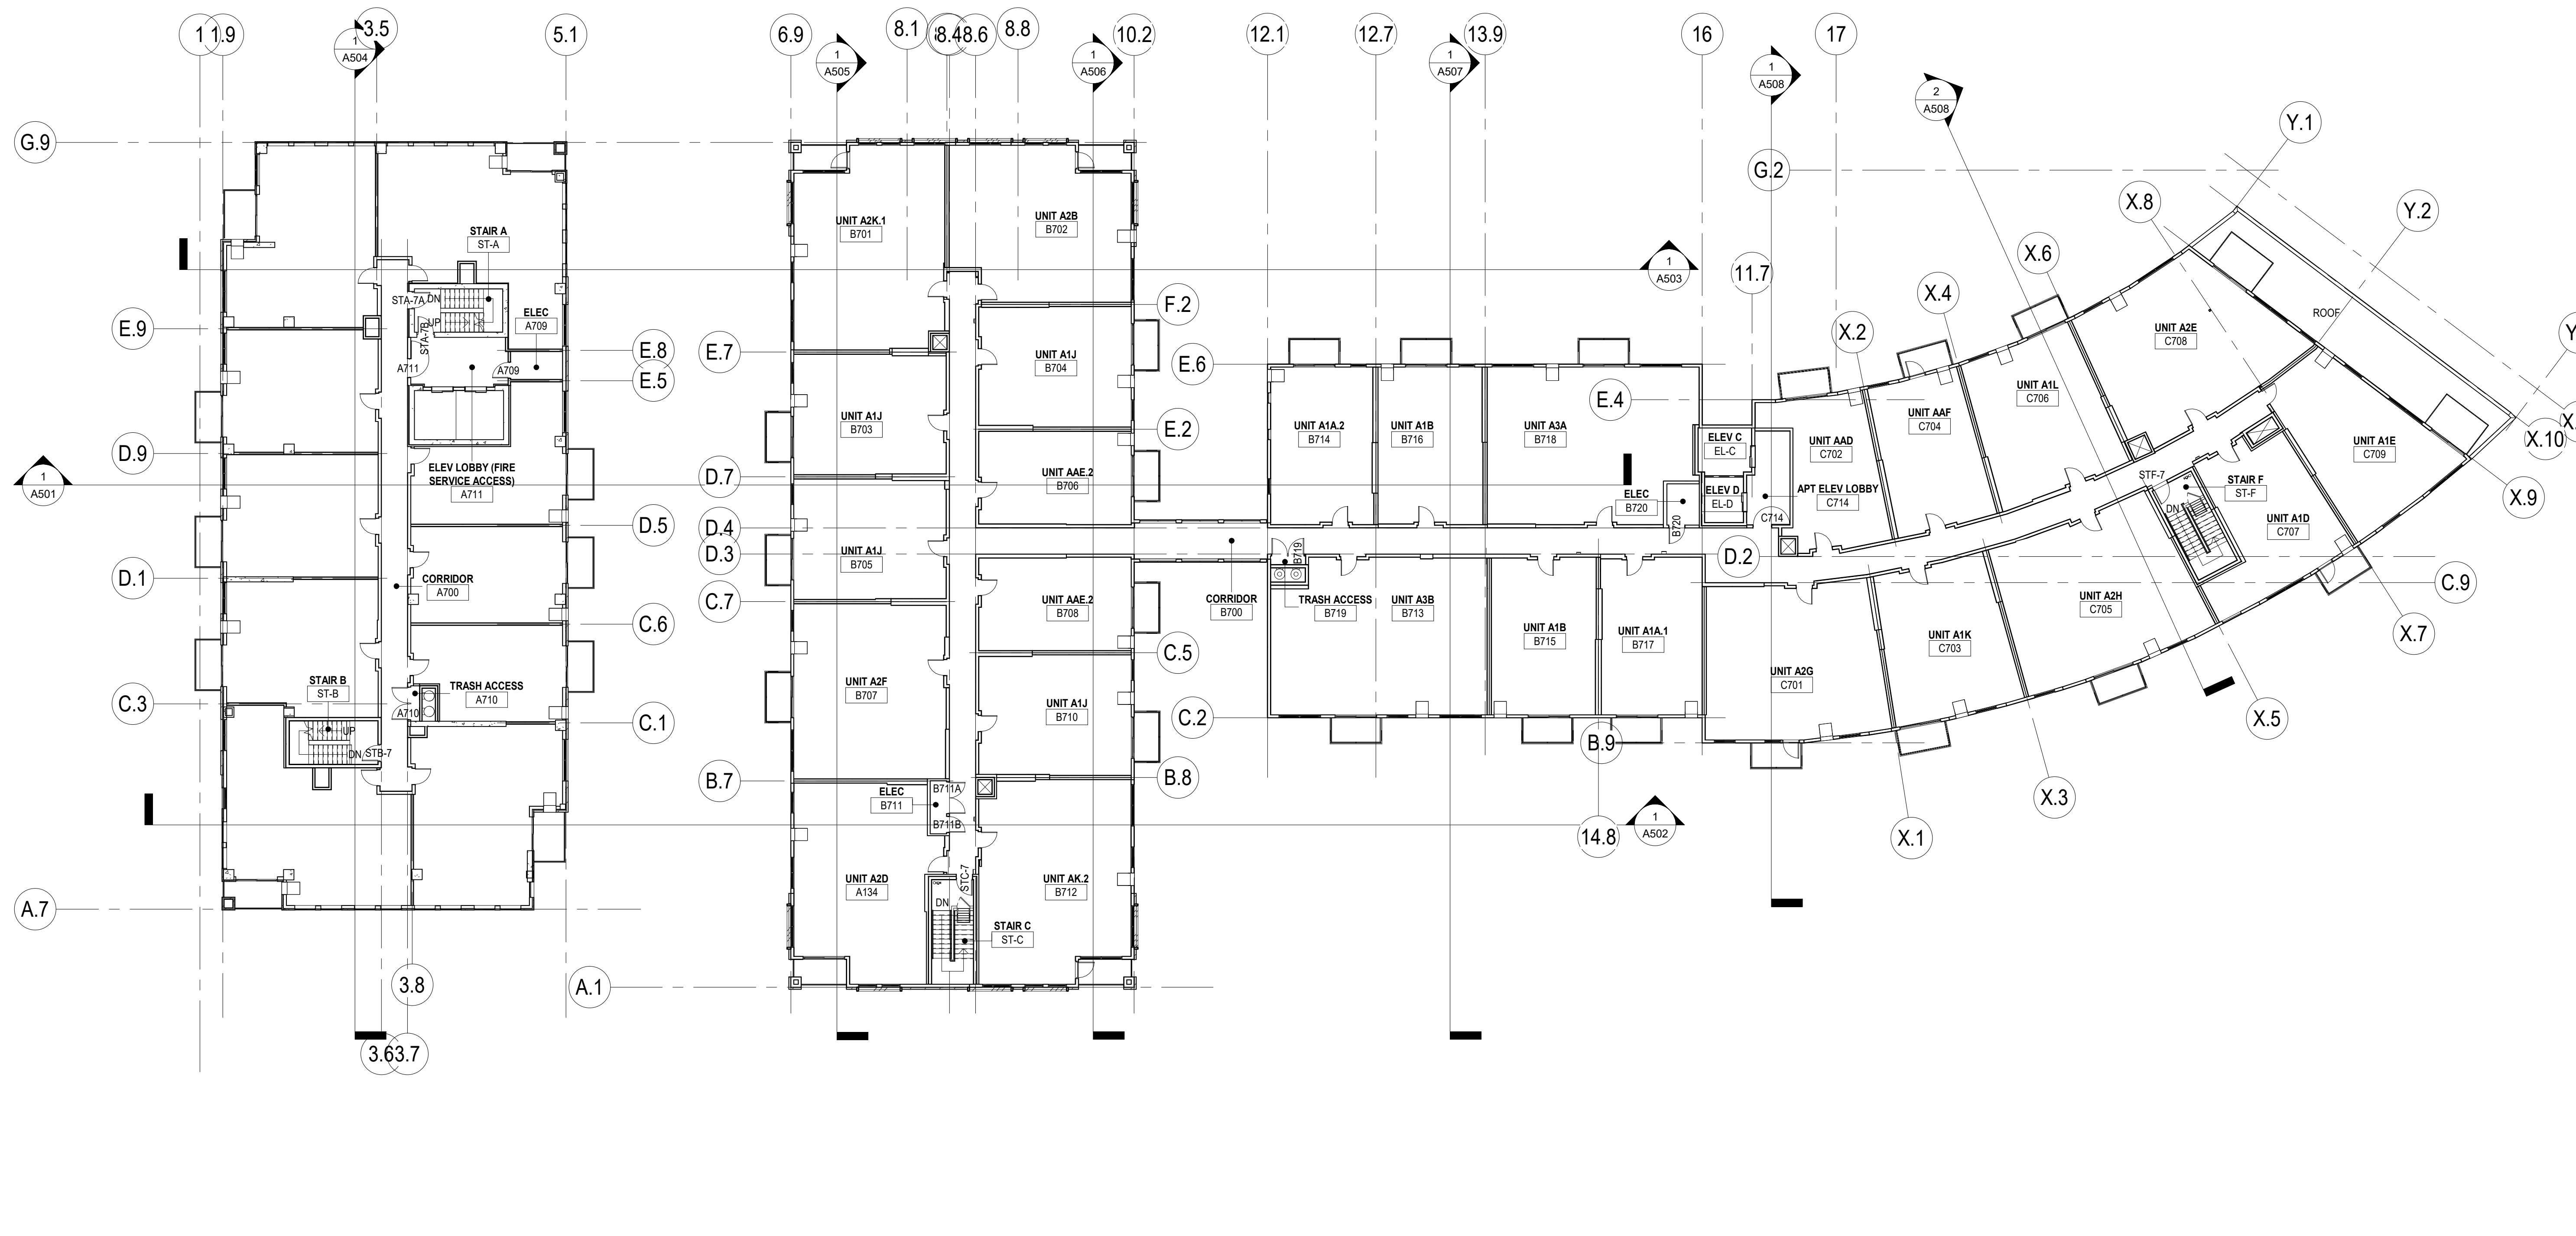 1
1.9
3.5
5.1
6.9
8.1
8.4
8.6
8.8
10.2
12.1
12.7
13.9
16
17
1
A504
1
A505
1
A506
1
A507
1
A508
2
A508
Y.1
G.9
G.2
X.8
Y.2
UNIT A2K.1
B701
UNIT A2B
B702
STAIR A
ST-A
X.6
1
A503
11.7
X.4
STA-7A
DN
UP
STA-7B
ELEC
A709
F.2
ROOF
E.9
X.2
UNIT A2E
C708
E.8
E.7
E.6
UNIT A1J
B704
A711
A709
E.5
UNIT A1L
C706
E.4
UNIT A1J
B703
UNIT A1A.2
B714
UNIT A1B
B716
UNIT A3A
B718
UNIT AAF
C704
E.2
X.10
ELEV C
EL-C
UNIT AAD
C702
UNIT A1E
C709
D.9
ELEV LOBBY (FIRE
SERVICE ACCESS)
A711
UNIT AAE.2
B706
1
A501
D.7
STF-7
STAIR F
ST-F
ELEV D
EL-D
APT ELEV LOBBY
C714
ELEC
B720
X.9
DN
C714
UNIT A1D
C707
D.5
D.4
B720
D.3
UNIT A1J
B705
B719
D.2
D.1
CORRIDOR
A700
C.9
C.7
UNIT AAE.2
B708
CORRIDOR
B700
TRASH ACCESS
B719
UNIT A3B
B713
UNIT A2H
C705
C.6
UNIT A1B
B715
UNIT A1A.1
B717
X.7
UNIT A1K
C703
C.5
STAIR B
ST-B
TRASH ACCESS
A710
UNIT A2F
B707
UNIT A2G
C701
C.3
A710
UNIT A1J
B710
C.2
X.5
C.1
UP
DN
STB-7
B.9
B.7
B.8
ELEC
B711
B711A
B711B
X.3
1
A502
14.8
X.1
UNIT A2D
A134
STC-7
UNIT AK.2
B712
DN
A.7
STAIR C
ST-C
3.8
A.1
3.6
3.7